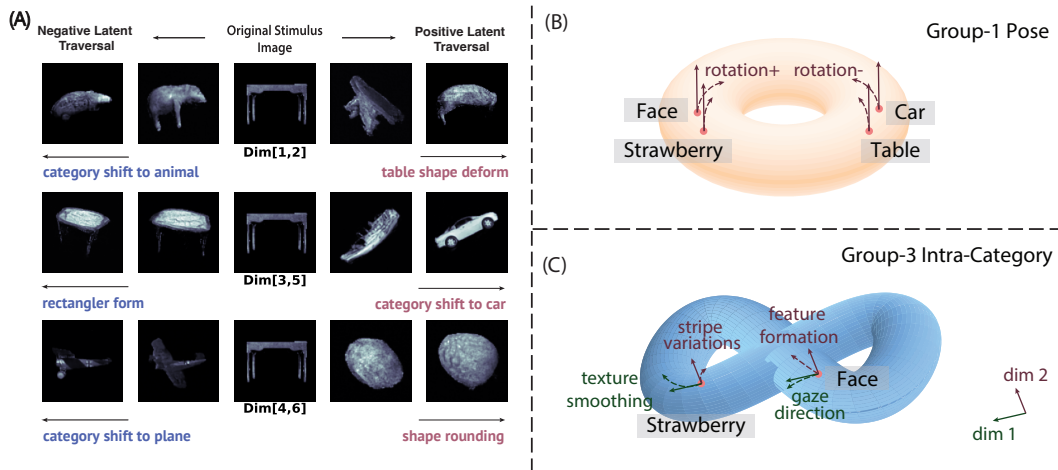 (A)
Negative Latent
Traversal
Original Stimulus
Image
Positive Latent
Traversal
Dim[1,2]
category shift to animal
table shape deform
Dim[3,5]
rectangler form
category shift to car
Dim[4,6]
category shift to plane
shape rounding
(B)
Group-1 Pose
rotation+
rotation-
Face
Car
Strawberry
Table
(C)
Group-3 Intra-Category
stripe
variations
feature
formation
texture
smoothing
Face
gaze
direction
Strawberry
dim 2
dim 1